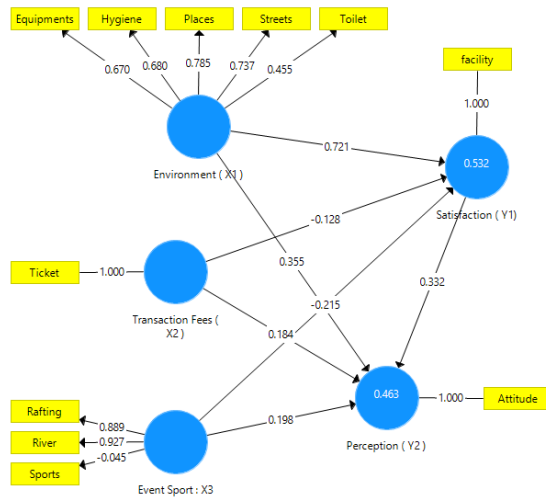 Equipments Hygiene Places Streets Toilet
0.670 0.680 0.785 0.737 0.455
facility
1.000
Environment ( X1 )
0.721
0.532
Satisfaction ( Y1)
-0.128
0.355
-0.215
0.332
Ticket 1.000
Transaction Fees (
X2 )
0.184
0.463
1.000 Attitude
Perception ( Y2 )
0.198
Rafting 0.889
River 0.927
Sports -0.045
Event Sport : X3